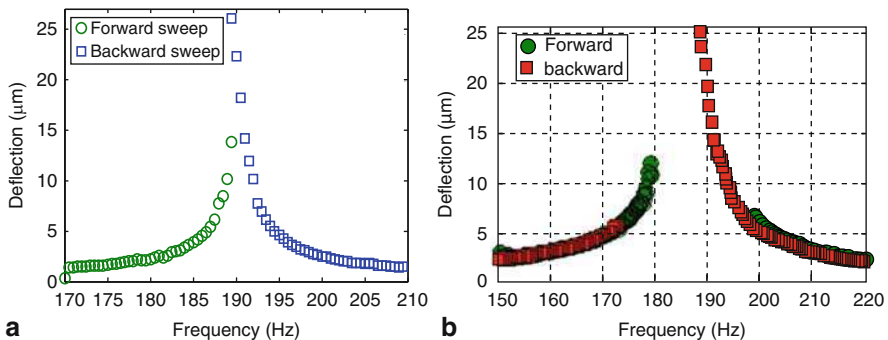 Forward sweep
Backward sweep
25
20
15
10
5
0
170 175 180 185 190 195 200 205 210
Deflection (μm)
Frequency (Hz)
a
Forward
backward
25
20
15
10
5
0
150 160 170 180 190 200 210 220
Deflection (μm)
Frequency (Hz)
b